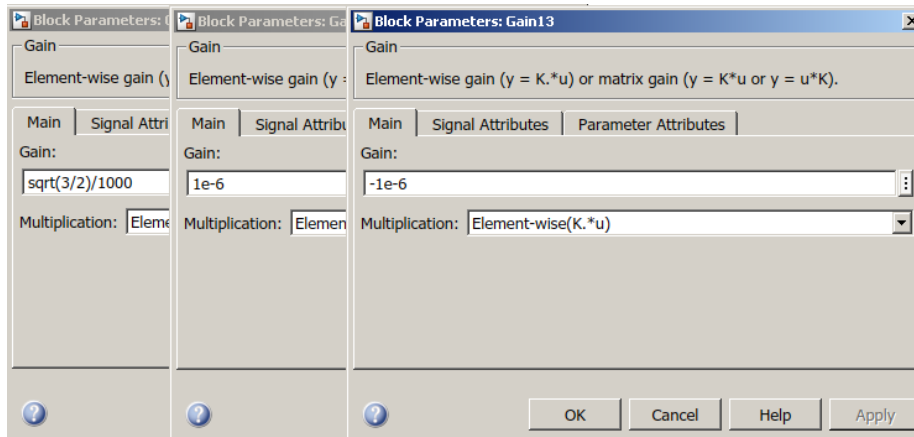 Block Parameters: G
Gain
Element-wise gain (y
Main Signal Attri
Gain:
sqrt(3/2)/1000
Multiplication: Eleme
Block Parameters: Ga
Gain
Element-wise gain (y =
Main Signal Attribu
Gain:
1e-6
Multiplication: Elemen
Block Parameters: Gain13
Gain
Element-wise gain (y = K.*u) or matrix gain (y = K*u or y = u*K).
Main Signal Attributes Parameter Attributes
Gain:
-1e-6
Multiplication: Element-wise(K.*u)
OK Cancel Help Apply